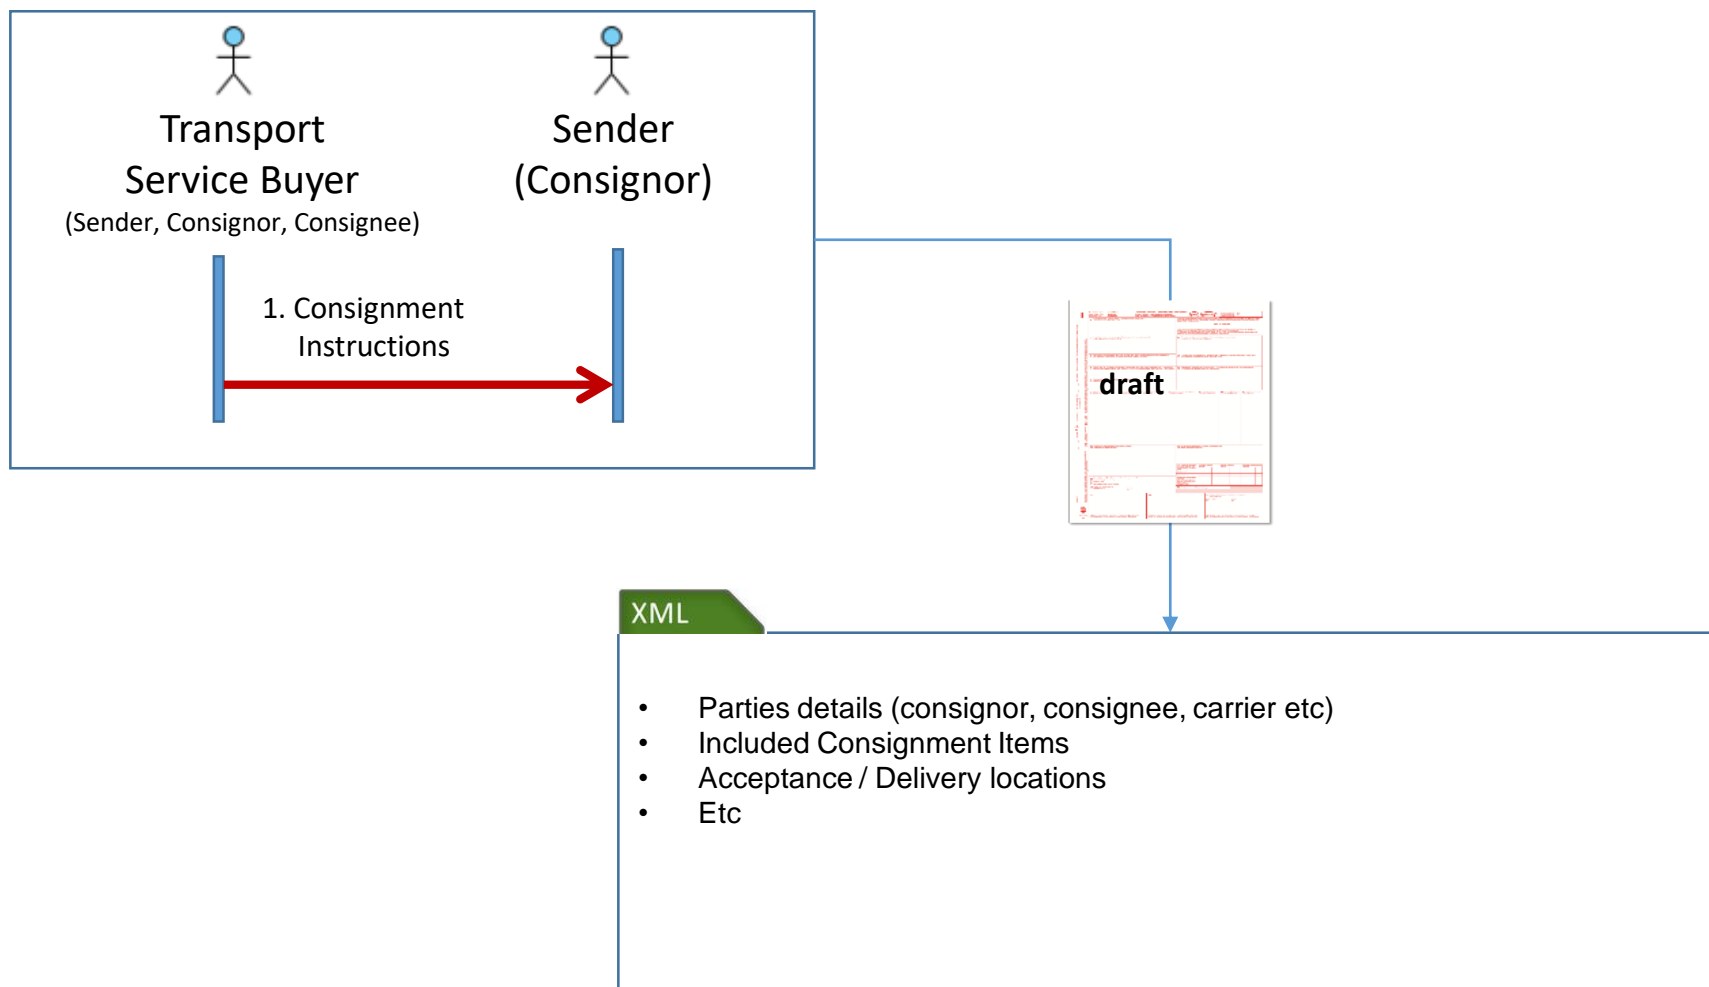 Transport
Service Buyer
(Sender, Consignor, Consignee)
Sender
(Consignor)
1. Consignment
Instructions
draft
XML
• Parties details (consignor, consignee, carrier etc)
• Included Consignment Items
• Acceptance / Delivery locations
• Etc